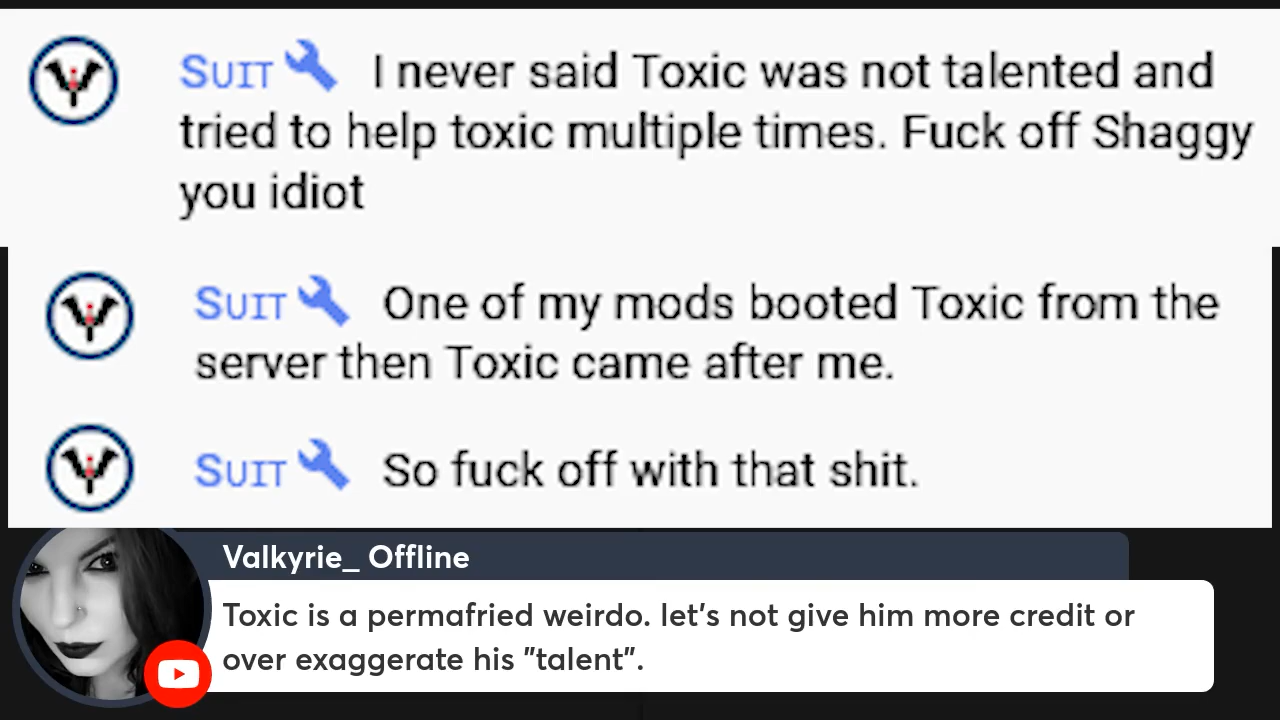 Suit I never said Toxic was not talented and
tried to help toxic multiple times. Fuck off Shaggy
you idiot
Suit One of my mods booted Toxic from the
server then Toxic came after me.
Suit So fuck off with that shit.
Valkyrie_ Offline
Toxic is a permafried weirdo. let's not give him more credit or
over exaggerate his "talent".